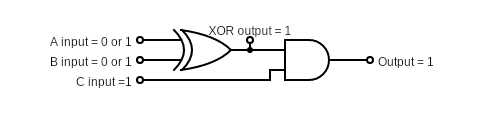 XOR output = 1
A input = 0 or 1
B input = 0 or 1
C input =1
Output = 1